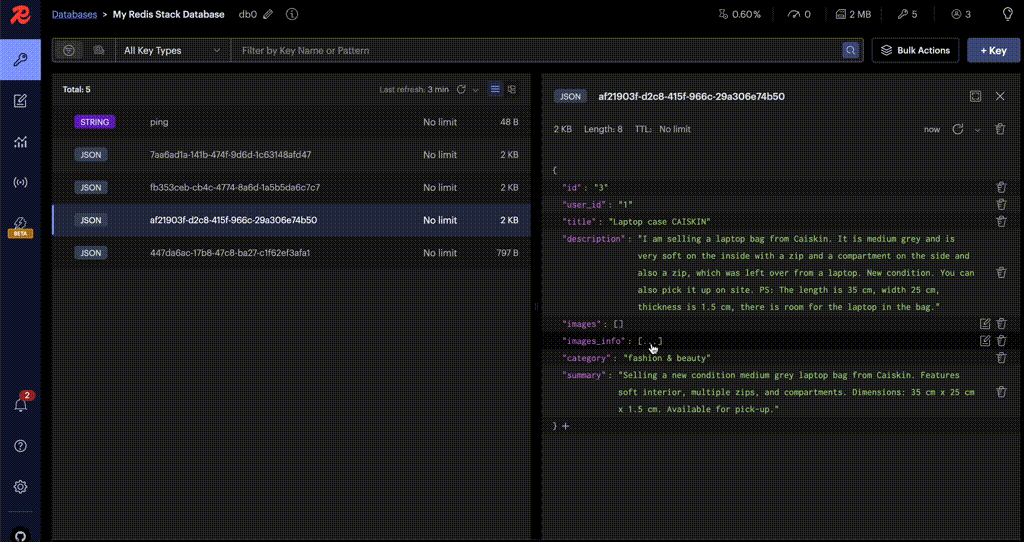 Databases > My Redis Stack Database db0
0.60% 0 2 MB 5 3
All Key Types Filter by Key Name or Pattern Bulk Actions + Key
Total: 5 Last refresh: 3 min
STRING ping No limit 48 B
JSON 7aa6ad1a-141b-474f-9d6d-1c63148afd47 No limit 2 KB
JSON fb353ceb-cb4c-4774-8a6d-1a5b5da6c7c7 No limit 2 KB
JSON af21903f-d2c8-415f-966c-29a306e74b50 No limit 2 KB
JSON 447da6ac-17b8-47c8-ba27-c1f62ef3afa1 No limit 797 B
BETA
2
JSON af21903f-d2c8-415f-966c-29a306e74b50
2 KB Length: 8 TTL: No limit now
{
"id" : "3"
"user_id" : "1"
"title" : "Laptop case CAISKIN"
"description" : "I am selling a laptop bag from Caiskin. It is medium grey and is
very soft on the inside with a zip and a compartment on the side and
also a zip, which was left over from a laptop. New condition. You can
also pick it up on site. PS: The length is 35 cm, width 25 cm,
thickness is 1.5 cm, there is room for the laptop in the bag."
"images" : []
"images_info" : [...]
"category" : "fashion & beauty"
"summary" : "Selling a new condition medium grey laptop bag from Caiskin. Features
soft interior, multiple zips, and compartments. Dimensions: 35 cm x 25 cm
x 1.5 cm. Available for pick-up."
} +